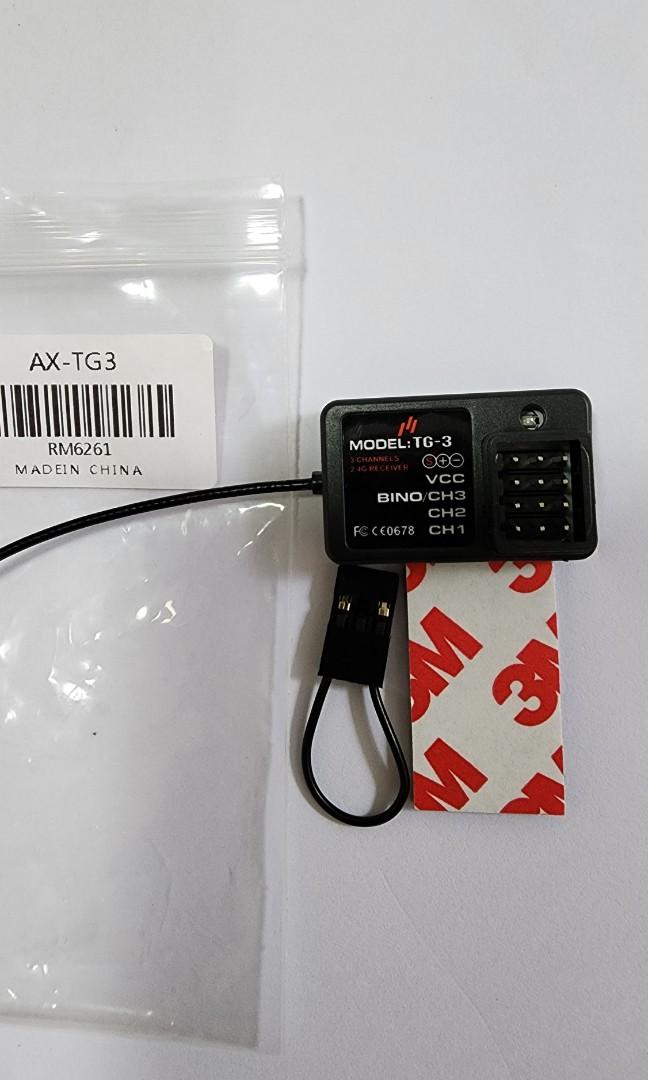 AX-TG3
RM6261
MADEIN CHINA
MODEL:TG-3
3-CHANNELS
2.4G RECEIVER
S + −
VCC
BINO/CH3
CH2
FC CE0678 CH1
3M
3M
3M
3M